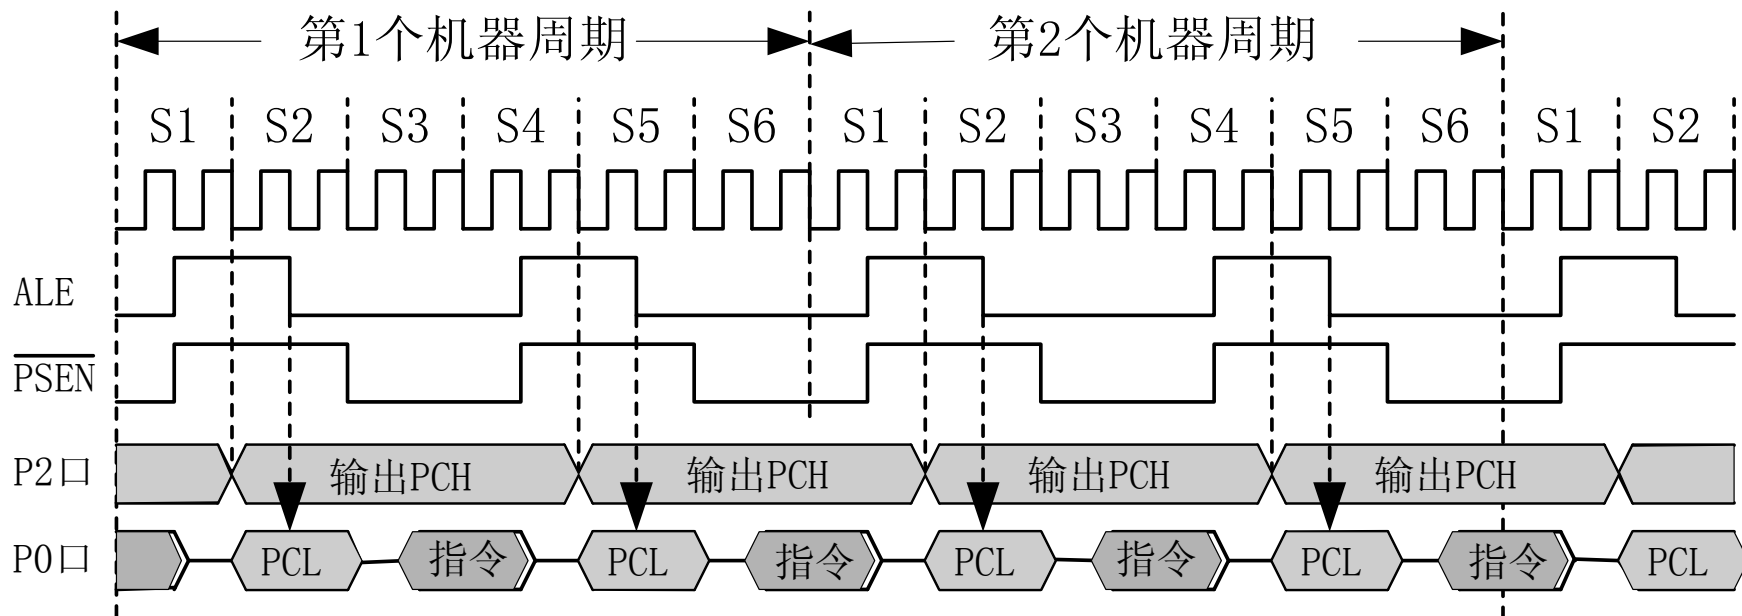 第1个机器周期 第2个机器周期
S1 S2 S3 S4 S5 S6 S1 S2 S3 S4 S5 S6 S1 S2
ALE
PSEN
P2口 输出PCH 输出PCH 输出PCH 输出PCH
P0口 PCL 指令 PCL 指令 PCL 指令 PCL 指令 PCL